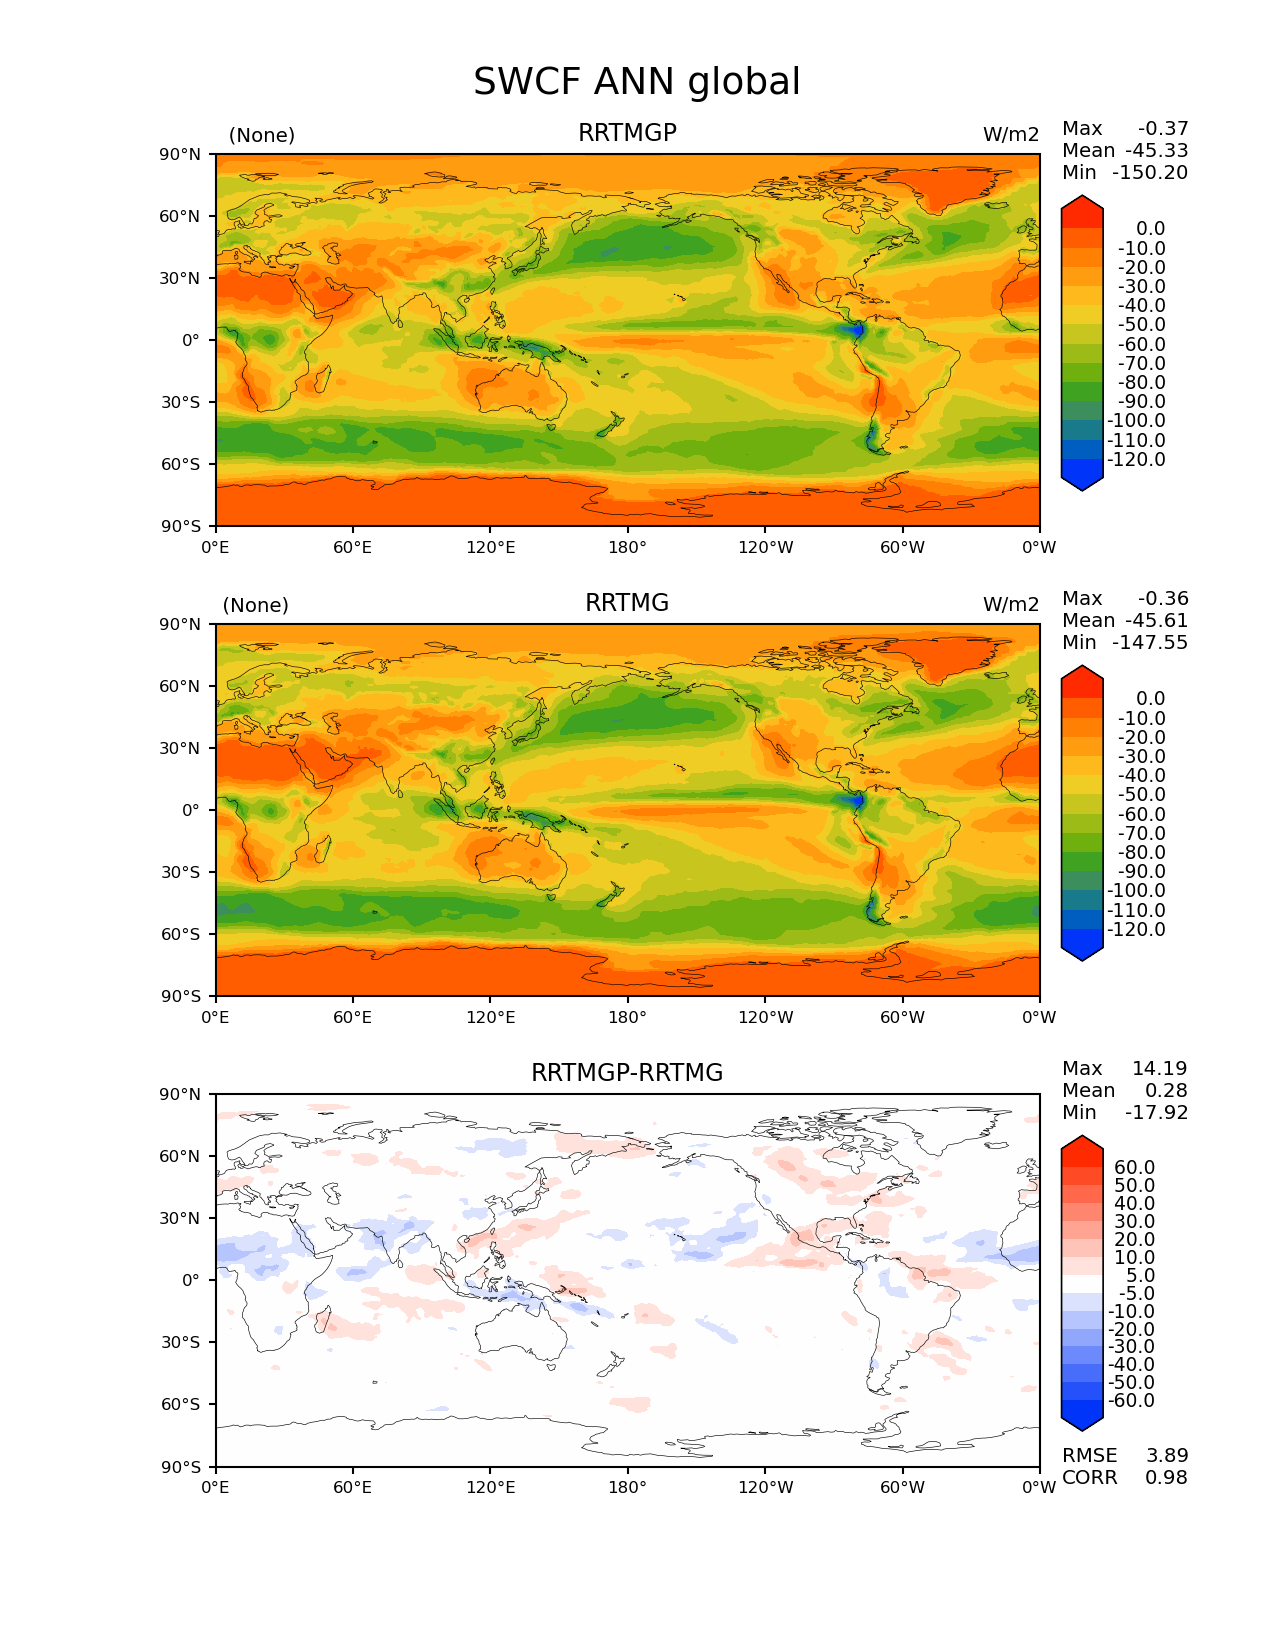 SWCF ANN global
(None) RRTMGP W/m2
Max -0.37
Mean -45.33
Min -150.20
90°N
60°N
30°N
0°
30°S
60°S
90°S
0°E 60°E 120°E 180° 120°W 60°W 0°W
0.0
-10.0
-20.0
-30.0
-40.0
-50.0
-60.0
-70.0
-80.0
-90.0
-100.0
-110.0
-120.0
(None) RRTMG W/m2
Max -0.36
Mean -45.61
Min -147.55
90°N
60°N
30°N
0°
30°S
60°S
90°S
0°E 60°E 120°E 180° 120°W 60°W 0°W
0.0
-10.0
-20.0
-30.0
-40.0
-50.0
-60.0
-70.0
-80.0
-90.0
-100.0
-110.0
-120.0
RRTMGP-RRTMG
Max 14.19
Mean 0.28
Min -17.92
90°N
60°N
30°N
0°
30°S
60°S
90°S
0°E 60°E 120°E 180° 120°W 60°W 0°W
60.0
50.0
40.0
30.0
20.0
10.0
5.0
-5.0
-10.0
-20.0
-30.0
-40.0
-50.0
-60.0
RMSE 3.89
CORR 0.98